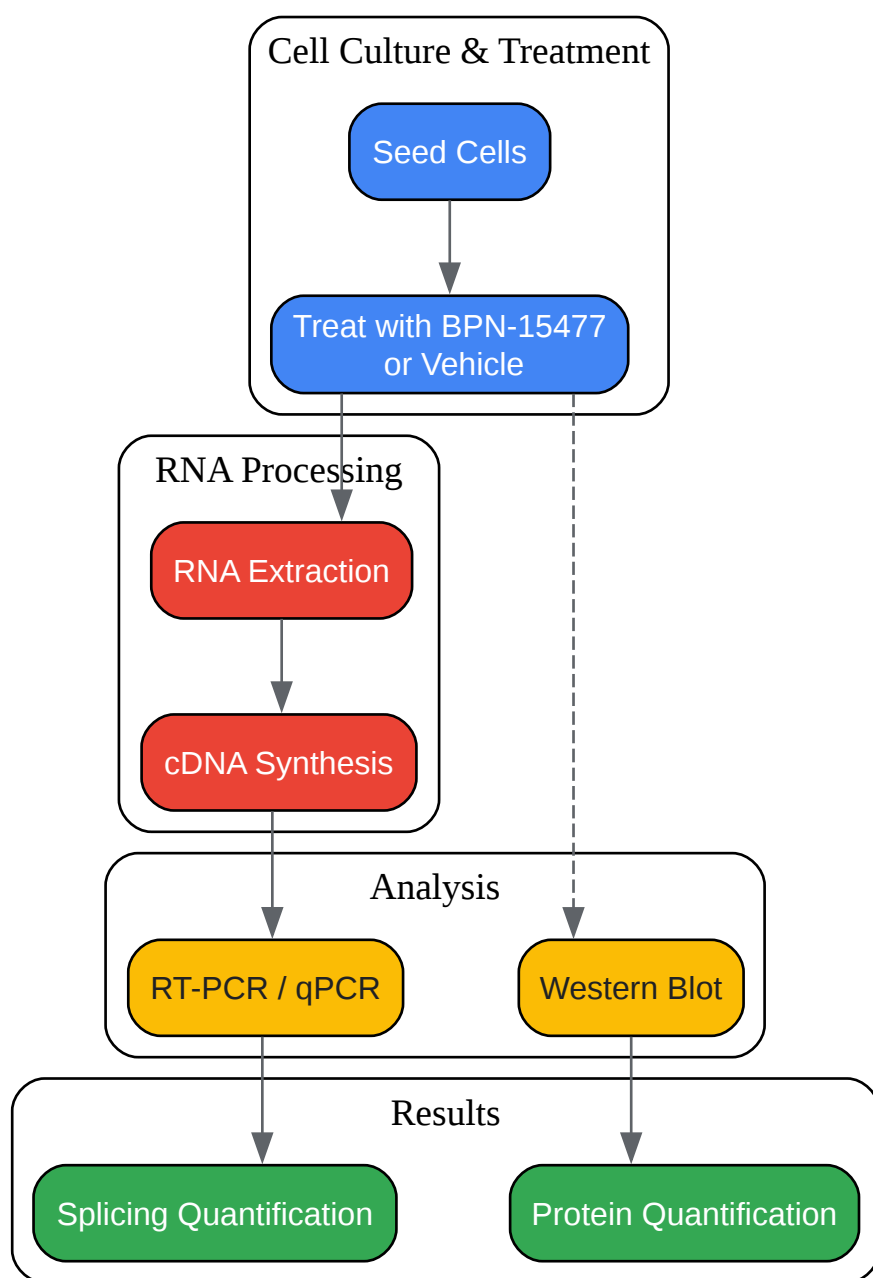 Cell Culture & Treatment
Seed Cells
Treat with BPN-15477
or Vehicle
RNA Processing
RNA Extraction
cDNA Synthesis
Analysis
RT-PCR / qPCR
Western Blot
Results
Splicing Quantification
Protein Quantification